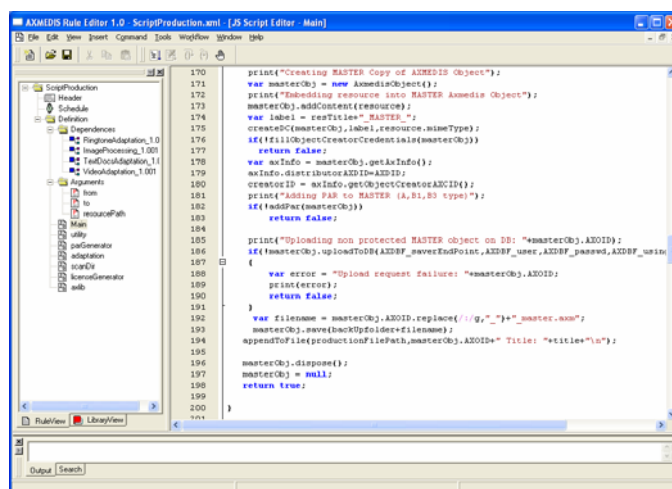 AXMEDIS Rule Editor 1.0 - ScriptProduction.xml - [JS Script Editor - Main]
File Edit View Insert Command Tools Workflow Window Help
ScriptProduction
Header
Schedule
Definition
Dependences
RingtoneAdaptation_1.0
ImageProcessing_1.001
TextDocsAdaptation_1.0
VideoAdaptation_1.001
Arguments
from
to
resourcePath
Main
utility
parGenerator
adaptation
scanDir
licenseGenerator
axlib
RuleView LibraryView
170 print("Creating MASTER Copy of AXMEDIS Object");
171 var masterObj = new AxmedisObject();
172 print("Embedding resource into MASTER Axmedis Object");
173 masterObj.addContent(resource);
174 var label = resTitle+"_MASTER_";
175 createDC(masterObj,label,resource.mimeType);
176 if(!fillObjectCreatorCredentials(masterObj))
177 return false;
178 var axInfo = masterObj.getAxInfo();
179 axInfo.distributorAXDID=AXDID;
180 creatorID = axInfo.getObjectCreatorAXCID();
181 print("Adding PAR to MASTER (A,B1,B3 type)");
182 if(!addPar(masterObj))
183 return false;
184
185 print("Uploading non protected MASTER object on DB: "+masterObj.AXOID);
186 if(!masterObj.uploadToDB(AXDBF_saverEndPoint,AXDBF_user,AXDBF_passwd,AXDBF_using
187 {
188 var error = "Upload request failure: "+masterObj.AXOID;
189 print(error);
190 return false;
191 }
192 var filename = masterObj.AXOID.replace(/:/g,"_")+"_master.axm";
193 masterObj.save(backUpfolder+filename);
194 appendToFile(productionFilePath,masterObj.AXOID+" Title: "+title+"\n");
195
196 masterObj.dispose();
197 masterObj = null;
198 return true;
199
200 }
201
Output Search